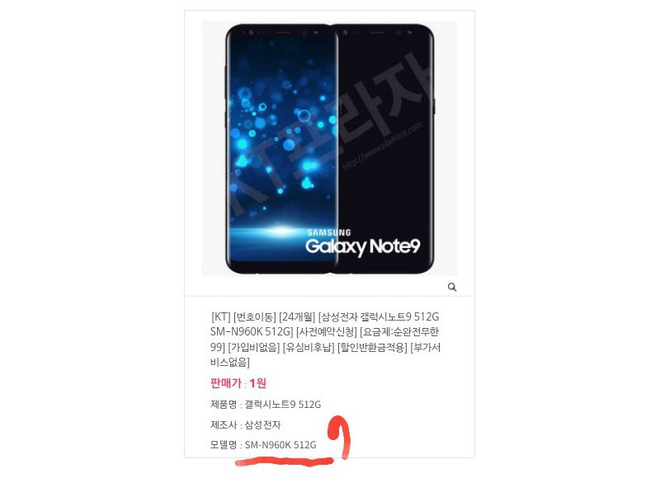 KT프라자
http://www.ollehlint.com
SAMSUNG
Galaxy Note9
[KT] [번호이동] [24개월] [삼성전자 갤럭시노트9 512G
SM-N960K 512G] [사전예약신청] [요금제:순완전무한
99] [가입비없음] [유심비후납] [할인반환금적용] [부가서
비스없음]
판매가 : 1원
제품명 : 갤럭시노트9 512G
제조사 : 삼성전자
모델명 : SM-N960K 512G